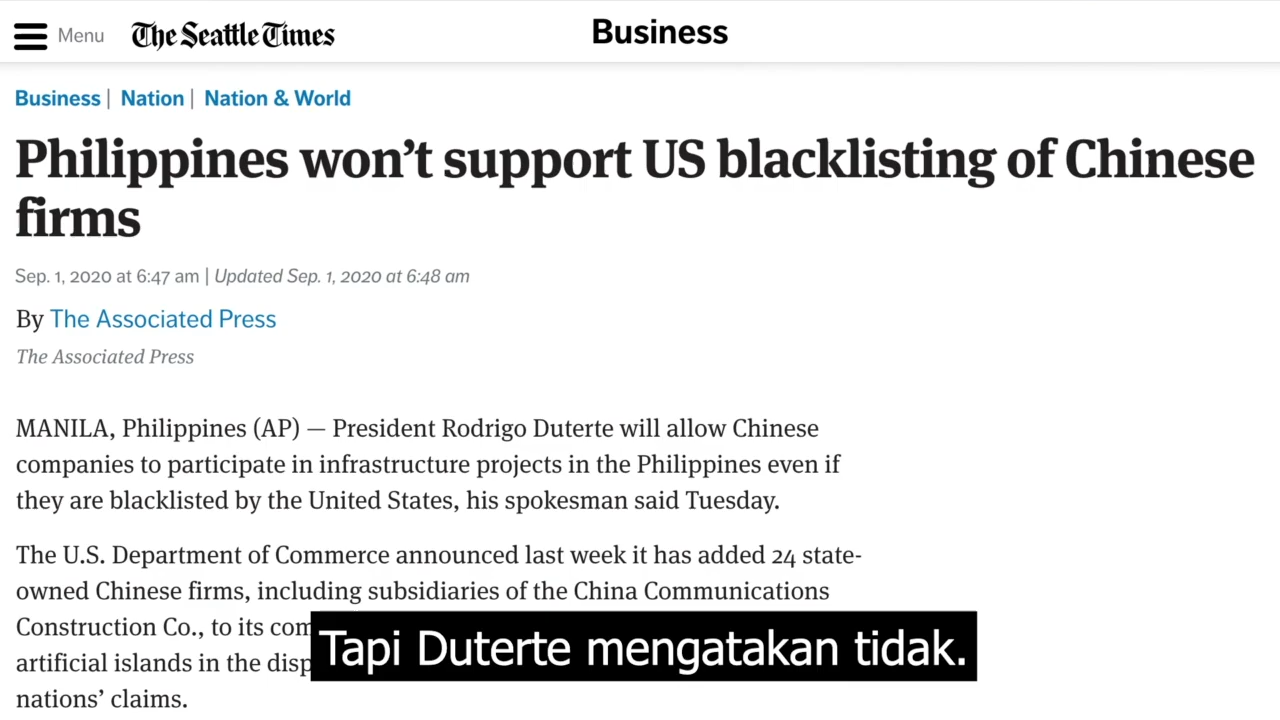 Menu
The Seattle Times
Business
Business | Nation | Nation & World
Philippines won’t support US blacklisting of Chinese
firms
Sep. 1, 2020 at 6:47 am | Updated Sep. 1, 2020 at 6:48 am
By The Associated Press
The Associated Press
MANILA, Philippines (AP) — President Rodrigo Duterte will allow Chinese
companies to participate in infrastructure projects in the Philippines even if
they are blacklisted by the United States, his spokesman said Tuesday.
The U.S. Department of Commerce announced last week it has added 24 state-
owned Chinese firms, including subsidiaries of the China Communications
Construction Co., to its
artificial islands in the
nations’ claims.
Tapi Duterte mengatakan tidak.